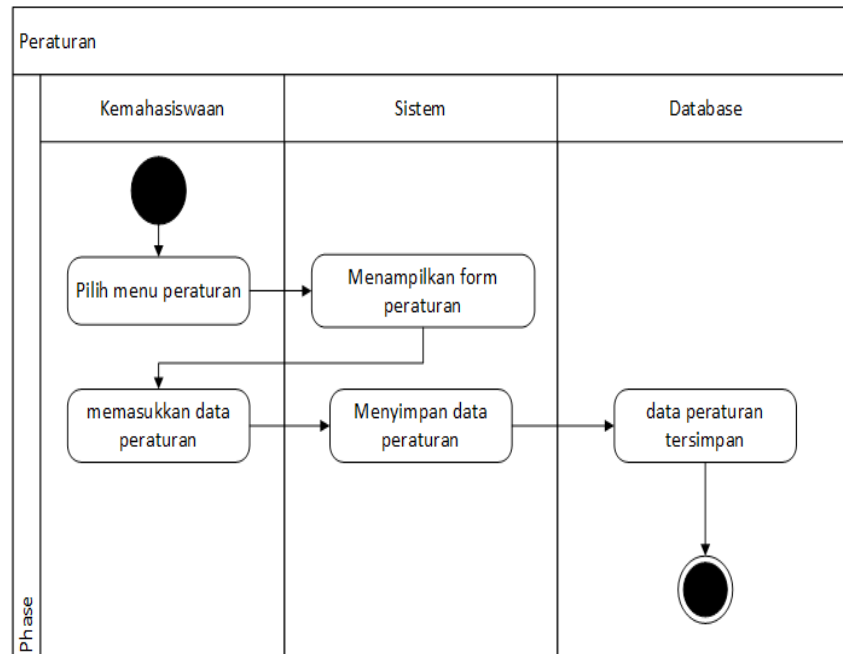 Peraturan
Kemahasiswaan
Sistem
Database
Pilih menu peraturan
Menampilkan form
peraturan
memasukkan data
peraturan
Menyimpan data
peraturan
data peraturan
tersimpan
Phase